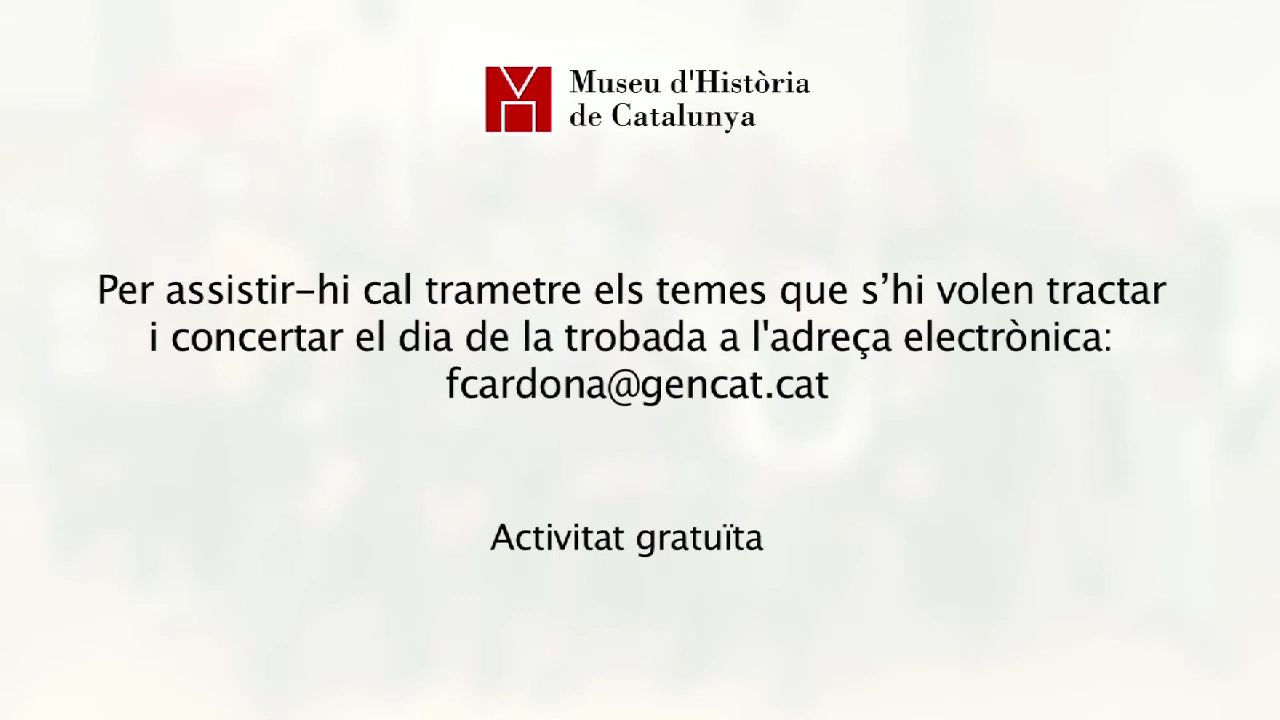 Museu d'Història
de Catalunya
Per assistir-hi cal trametre els temes que s’hi volen tractar
i concertar el dia de la trobada a l'adreça electrònica:
fcardona@gencat.cat
Activitat gratuïta